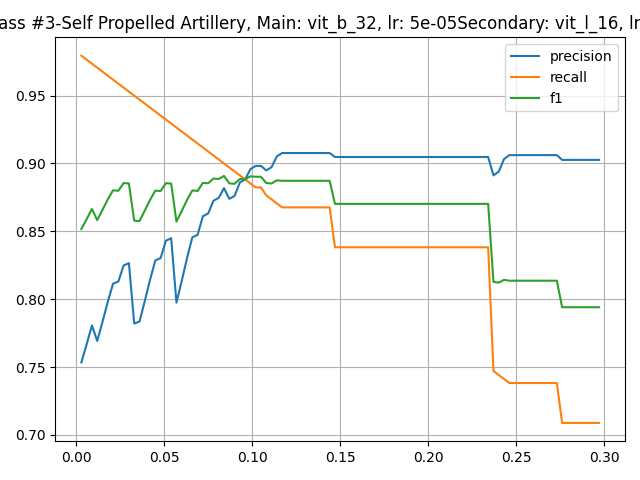 ass #3-Self Propelled Artillery, Main: vit_b_32, lr: 5e-05Secondary: vit_l_16, lr
precision
recall
f1
0.95
0.90
0.85
0.80
0.75
0.70
0.00 0.05 0.10 0.15 0.20 0.25 0.30